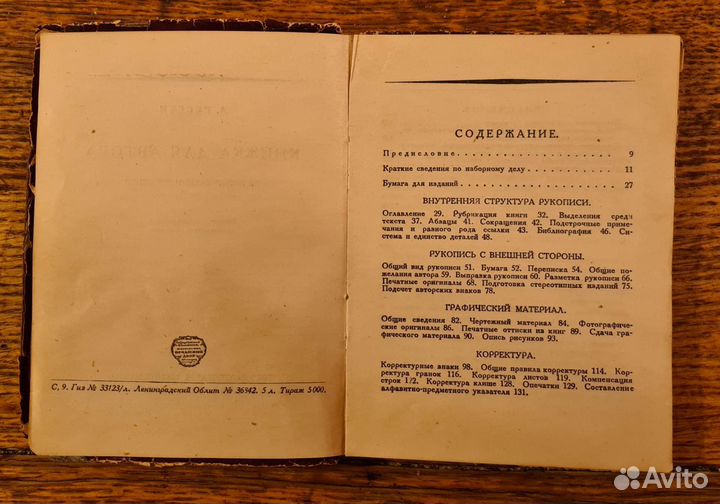 С, 9. Гиз № 33123/л. Ленинградский Облит № 36942. 5 л. Тираж 5000.
СОДЕРЖАНИЕ.
Предисловие 9
Краткие сведения по наборному делу 11
Бумага для изданий 27
ВНУТРЕННЯЯ СТРУКТУРА РУКОПИСИ.
Оглавление 29. Рубрикация книги 32. Выделения среди
текста 37. Абзацы 41. Сокращения 42. Подстрочные приме-
чания и разного рода ссылки 43. Библиография 46. Си-
стема и единство деталей 48.
РУКОПИСЬ С ВНЕШНЕЙ СТОРОНЫ.
Общий вид рукописи 51. Бумага 52. Переписка 54. Общие по-
желания автора 59. Выправка рукописи 60. Разметка рукописи 66.
Печатные оригиналы 68. Подготовка стереотипных изданий 75.
Подсчет авторских знаков 78.
ГРАФИЧЕСКИЙ МАТЕРИАЛ.
Общие сведения 82. Чертежный материал 84. Фотографиче-
ские оригиналы 86. Печатные оттиски из книг 89. Сдача гра-
фического материала 90. Опись рисунков 93.
КОРРЕКТУРА.
Корректурные знаки 98. Общие правила корректуры 114. Кор-
ректура гранок 116. Корректура листов 119. Компенсация
строк 1/2. Корректура клише 128. Опечатки 129. Составление
алфавитно-предметного указателя 131.
Avito